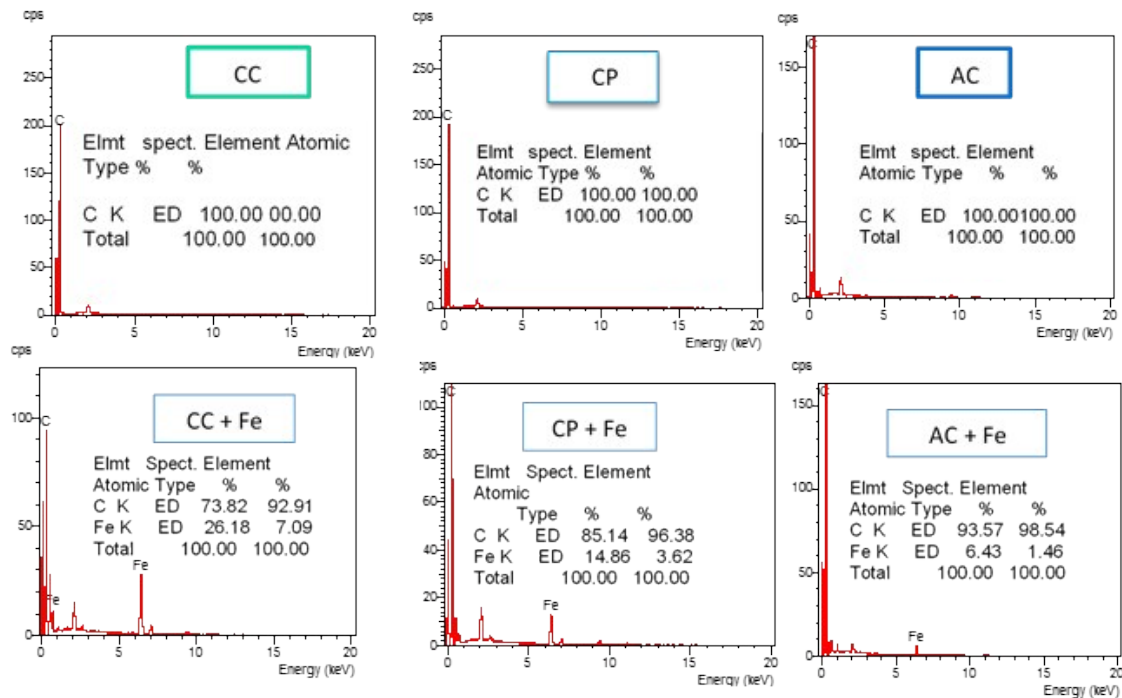 cps
250
200
150
100
50
0
C
CC
Elmt spect. Element Atomic
Type % %
C K ED 100.00 00.00
Total 100.00 100.00
0 5 10 15 20
Energy (keV)
cps
250
200
150
100
50
0
C
CP
Elmt spect. Element
Atomic Type % %
C K ED 100.00 100.00
Total 100.00 100.00
0 5 10 15 20
Energy (keV)
cps
150
100
50
0
C
AC
Elmt spect. Element
Atomic Type % %
C K ED 100.00100.00
Total 100.00 100.00
0 5 10 15 20
Energy (keV)
cps
100
50
0
C
Fe
CC + Fe
Elmt Spect. Element
Atomic Type % %
C K ED 73.82 92.91
Fe K ED 26.18 7.09
Total 100.00 100.00
Fe
0 5 10 15 20
Energy (keV)
cps
100
80
60
40
20
0
C
CP + Fe
Elmt Spect. Element
Atomic
Type % %
C K ED 85.14 96.38
Fe K ED 14.86 3.62
Total 100.00 100.00
Fe
0 5 10 15 20
Energy (keV)
cps
150
100
50
0
C
AC + Fe
Elmt Spect. Element
Atomic Type % %
C K ED 93.57 98.54
Fe K ED 6.43 1.46
Total 100.00 100.00
Fe
0 5 10 15 20
Energy (keV)